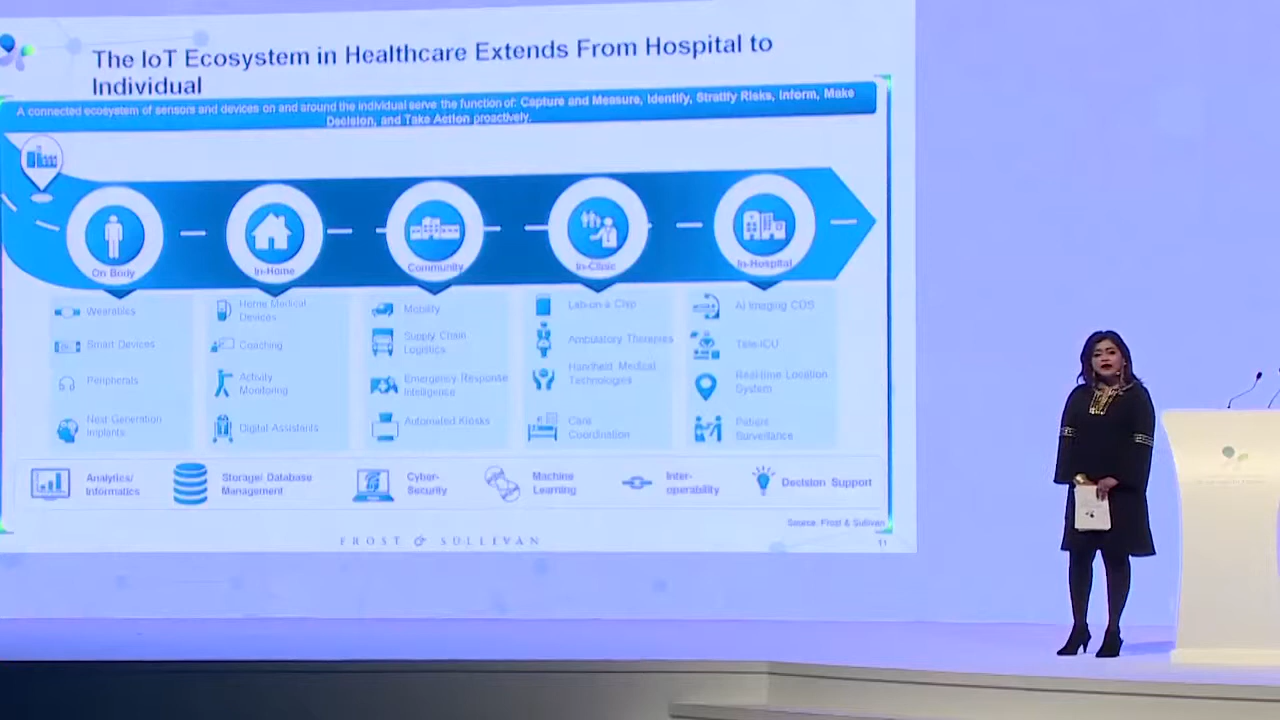 The IoT Ecosystem in Healthcare Extends From Hospital to
Individual
A connected ecosystem of sensors and devices on and around the individual serve the function of: Capture and Measure, Identify, Stratify Risks, Inform, Make
Decision, and Take Action proactively.
On Body
In-Home
Community
In-Clinic
In-Hospital
Wearables
Smart Devices
Peripherals
Next Generation
Implants
Home Medical
Devices
Coaching
Activity
Monitoring
Digital Assistants
Mobility
Supply Chain
Logistics
Emergency Response
Intelligence
Automated Kiosks
Lab-on-a Chip
Ambulatory Therapies
Handheld Medical
Technologies
Care
Coordination
AI Imaging CDS
Tele-ICU
Real-time Location
System
Patient
Surveillance
Analytics/
Informatics
Storage/ Database
Management
Cyber-
Security
Machine
Learning
Inter-
operability
Decision Support
Source: Frost & Sullivan
FROST & SULLIVAN
11